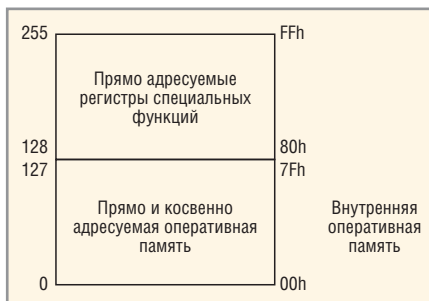 255
FFh
Прямо адресуемые
регистры специальных
функций
128
80h
127
7Fh
Прямо и косвенно
адресуемая оперативная
память
Внутренняя
оперативная
память
0
00h